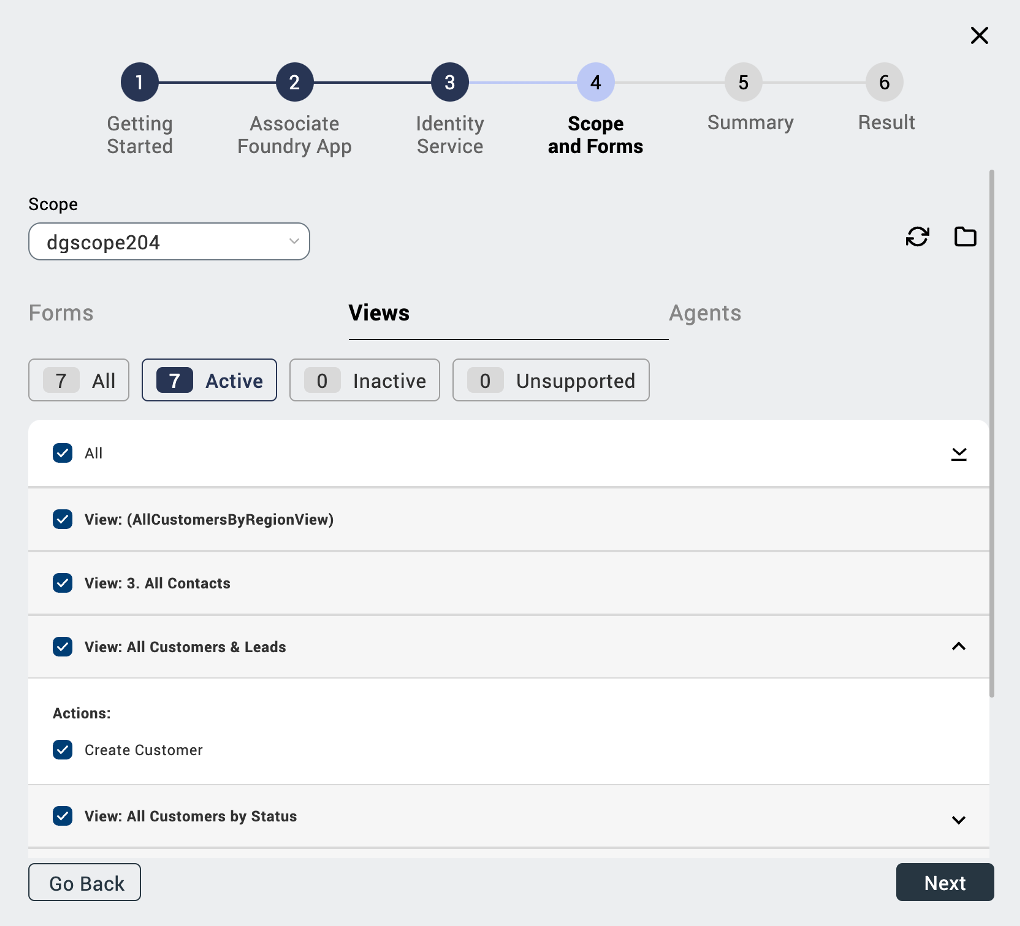 1 2 3 4 5 6
Getting Started
Associate Foundry App
Identity Service
Scope and Forms
Summary
Result
Scope
dgscope204
Forms Views Agents
7 All 7 Active 0 Inactive 0 Unsupported
All
View: (AllCustomersByRegionView)
View: 3. All Contacts
View: All Customers & Leads
Actions:
Create Customer
View: All Customers by Status
Go Back Next